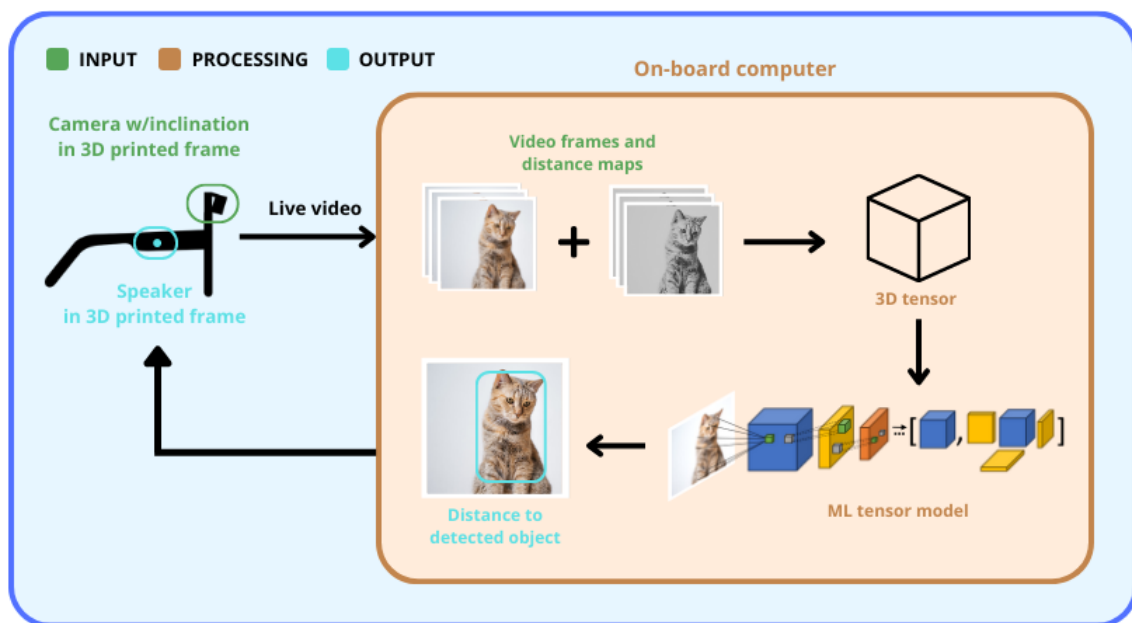 INPUT
PROCESSING
OUTPUT
On-board computer
Camera w/inclination
in 3D printed frame
Video frames and
distance maps
Live video
Speaker
in 3D printed frame
3D tensor
ML tensor model
Distance to
detected object